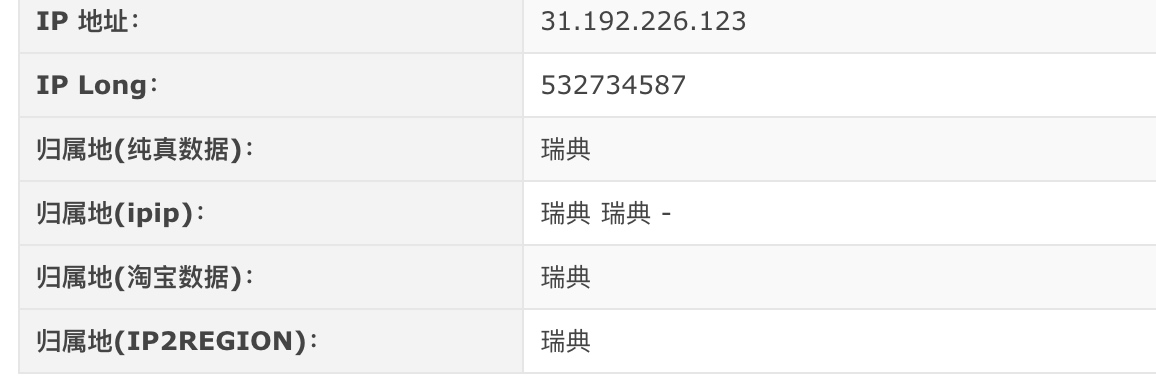 IP 地址： 31.192.226.123
IP Long： 532734587
归属地(纯真数据)： 瑞典
归属地(ipip)： 瑞典 瑞典 -
归属地(淘宝数据)： 瑞典
归属地(IP2REGION)： 瑞典